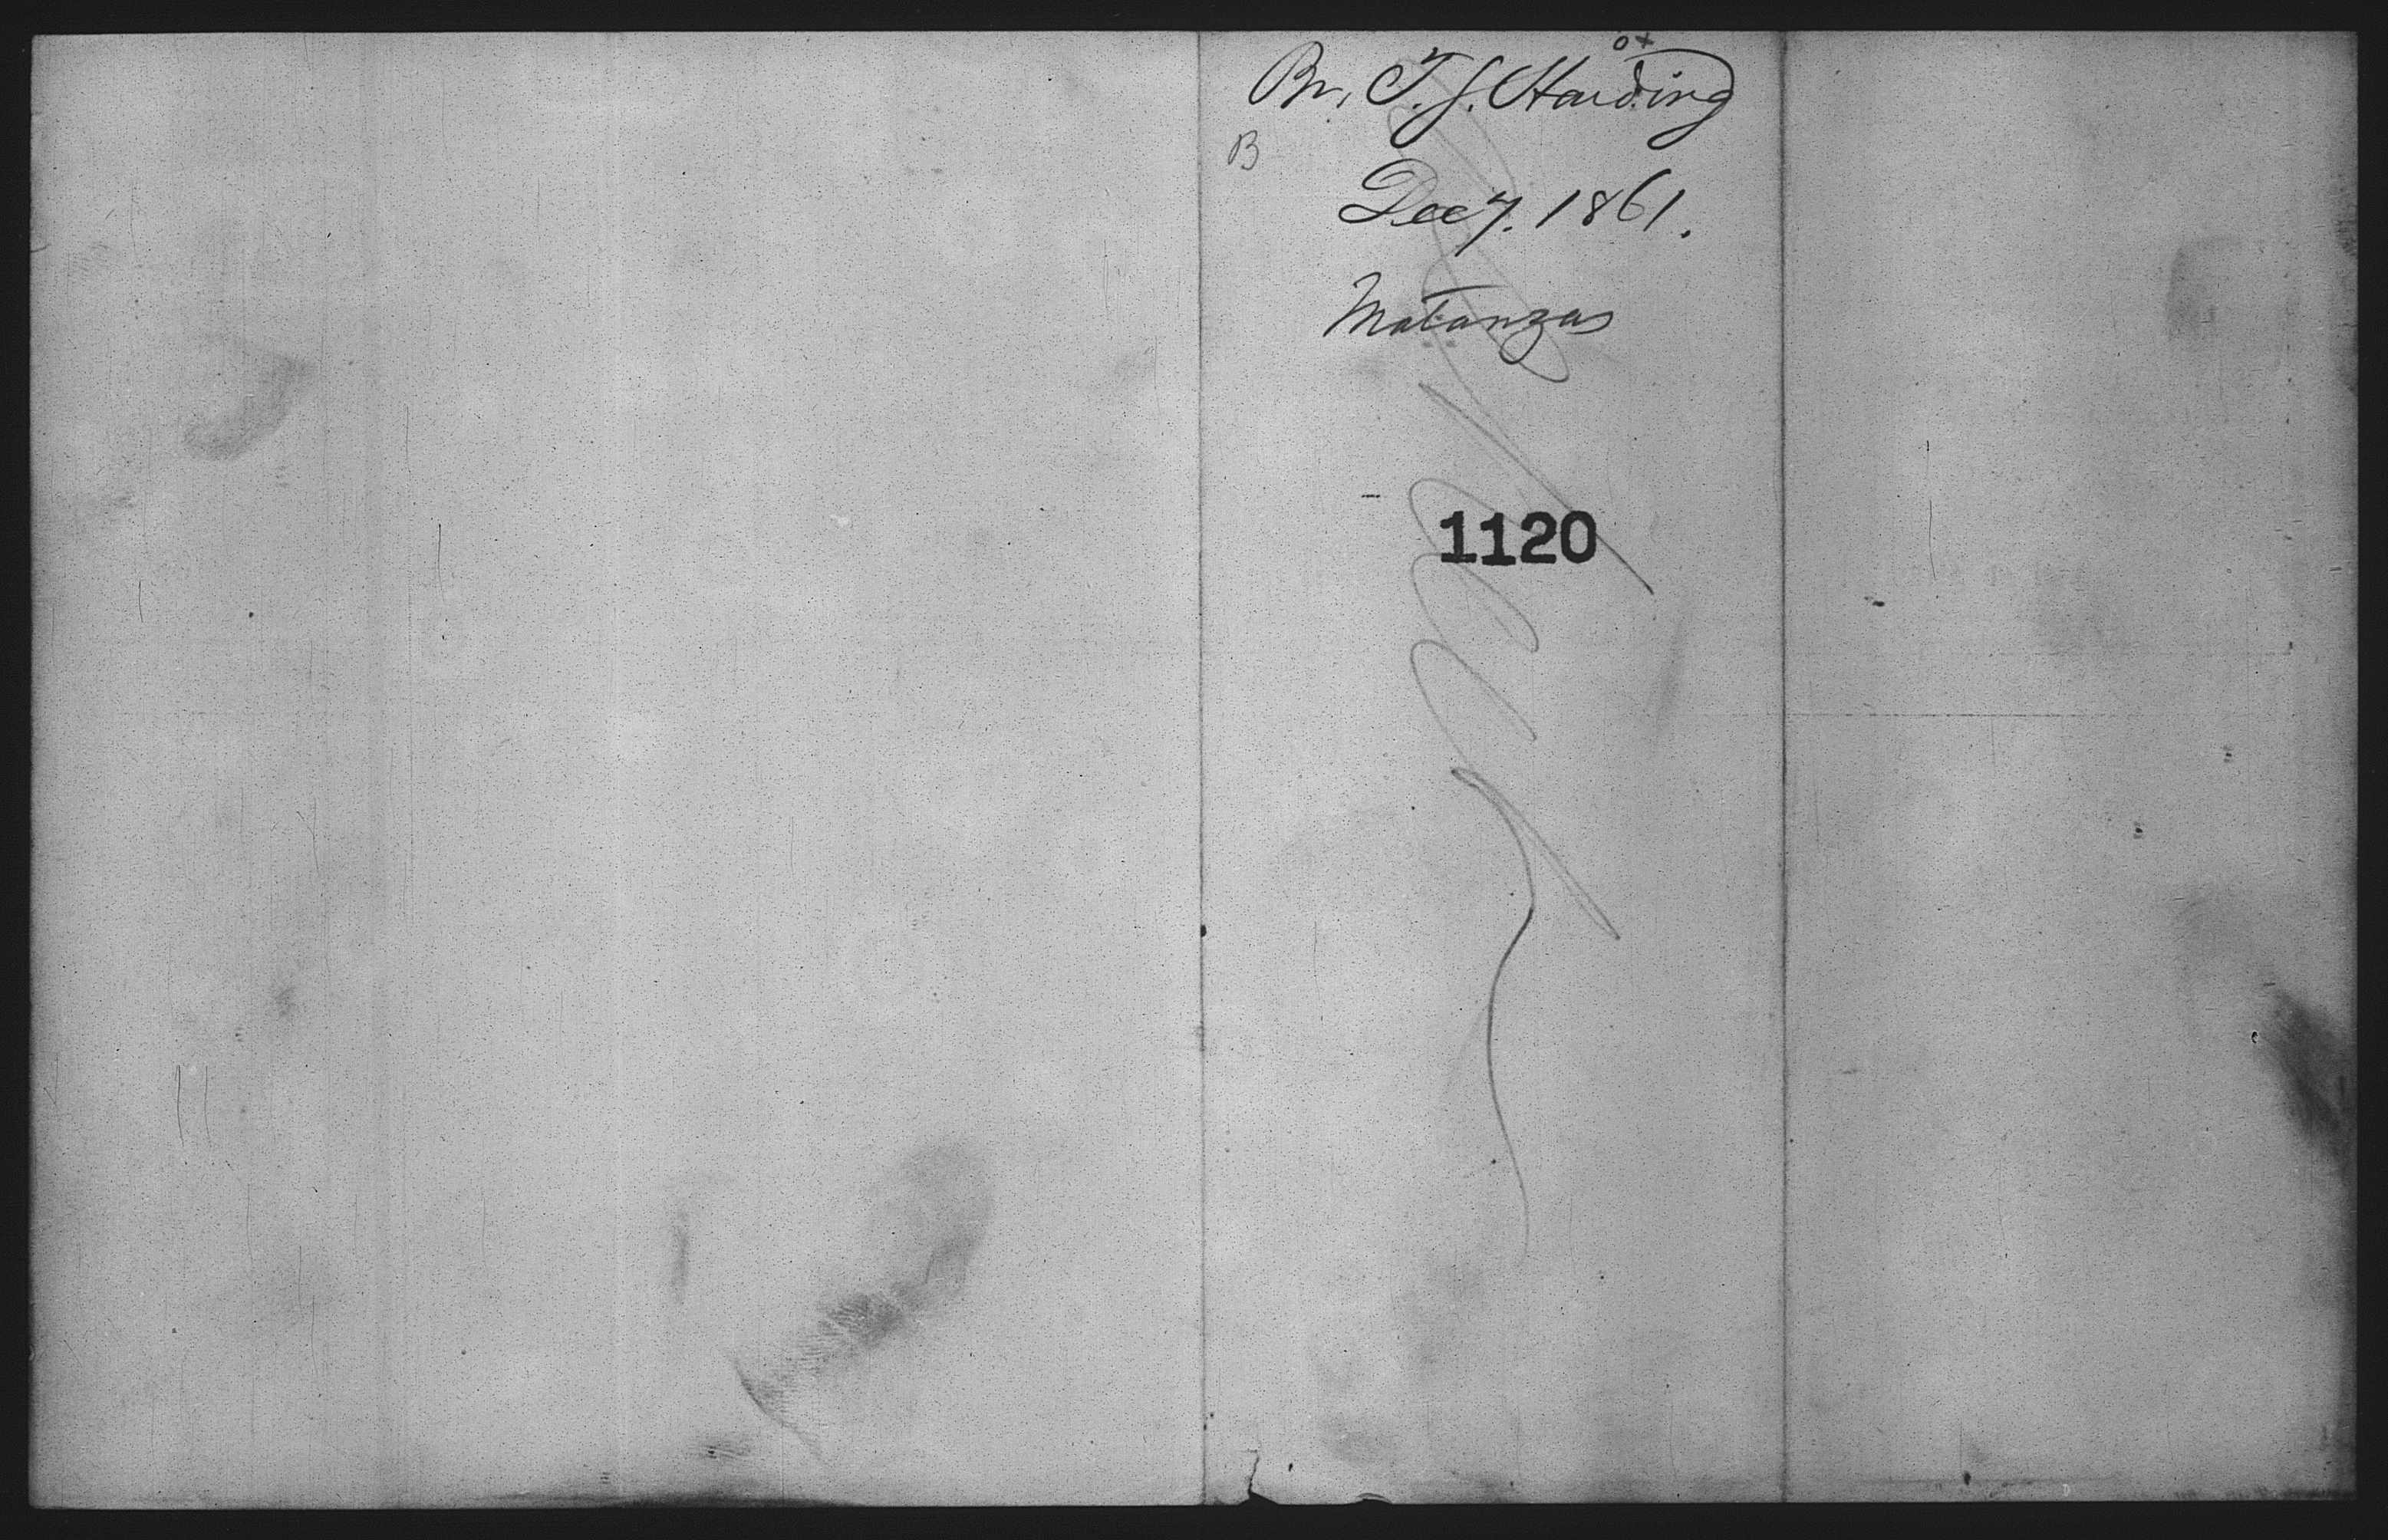 o+
Br, T. J. Harding
B
Dec 7. 1861.
Matanzas
1120